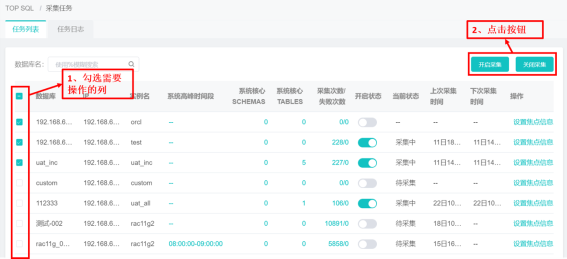 TOP SQL / 采集任务
任务列表 任务日志
2、点击按钮
数据库名: 开启采集 关闭采集
1、勾选需要
操作的列
数据库 实例名 系统高峰时间段 系统核心SCHEMAS 系统核心TABLES 采集次数/失败次数 开启状态 当前状态 上次采集时间 下次采集时间 操作
192.168.6... 192.168.6... orcl -- 0 0 0/0 -- -- -- 设置焦点信息
192.168.6... 192.168.6... test -- 0 0 228/0 采集中 11日18... 11日14... 设置焦点信息
uat_inc 192.168.6... uat_inc -- 0 5 227/0 采集中 11日14... 11日14... 设置焦点信息
custom 192.168.6... custom -- 0 0 0/0 待采集 -- -- 设置焦点信息
112333 192.168.6... uat_all -- 0 1 106/0 采集中 22日10... 22日10... 设置焦点信息
测试-002 192.168.6... rac11g2 -- 0 0 10891/0 待采集 18日10... -- 设置焦点信息
rac11g_0... 192.168.6... rac11g2 08:00:00-09:00:00 0 0 5858/0 待采集 15日16... -- 设置焦点信息